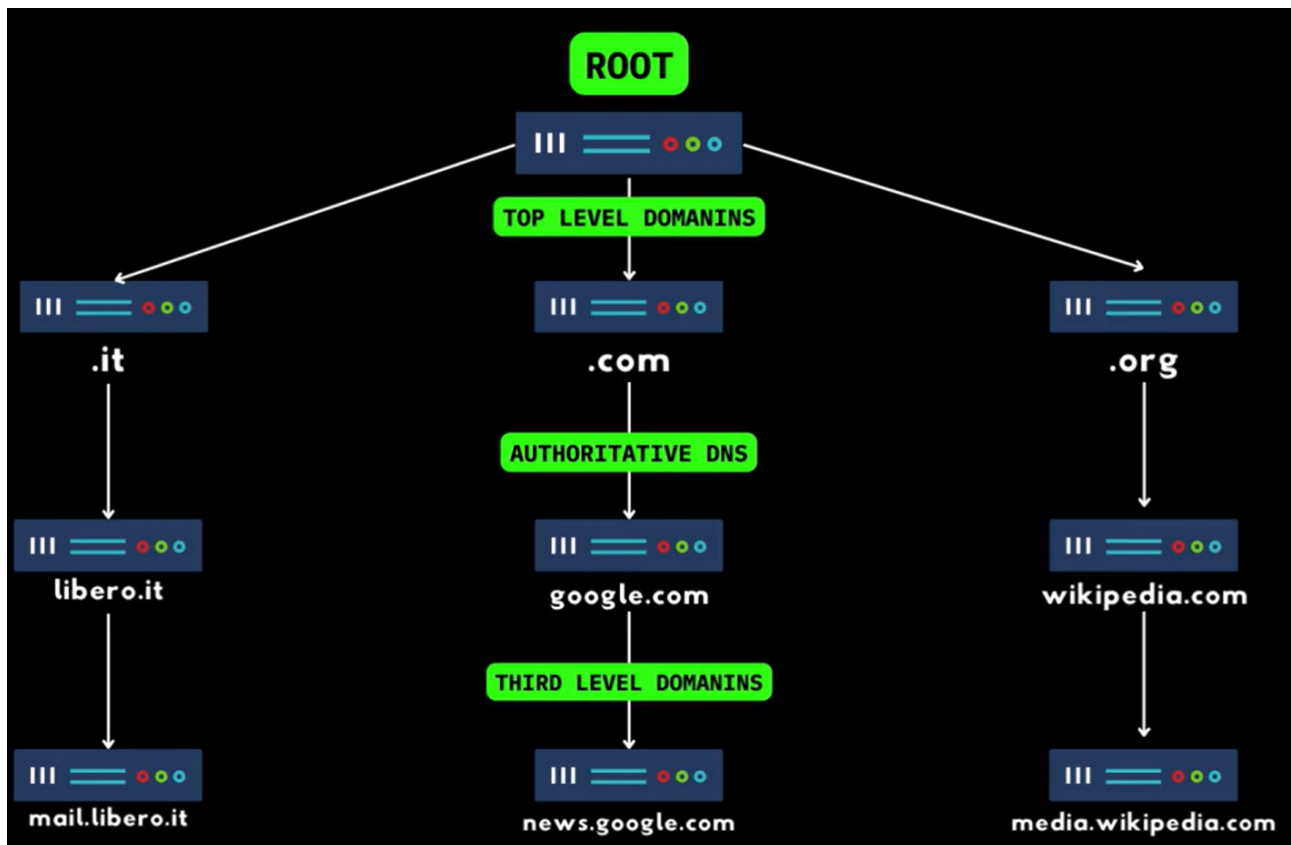 ROOT
TOP LEVEL DOMANINS
.it
.com
.org
AUTHORITATIVE DNS
libero.it
google.com
wikipedia.com
THIRD LEVEL DOMANINS
mail.libero.it
news.google.com
media.wikipedia.com